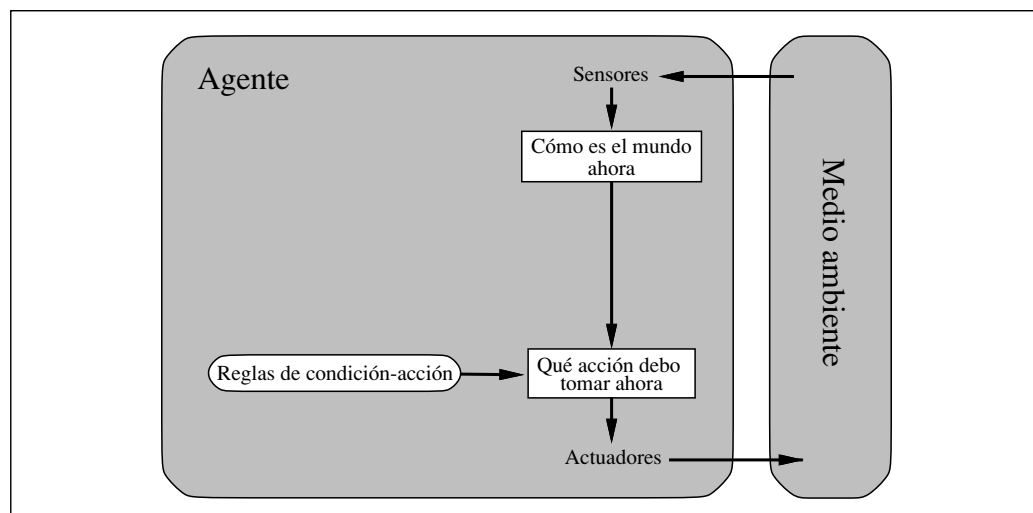 Agente
Sensores
Cómo es el mundo
ahora
Medio ambiente
Reglas de condición-acción
Qué acción debo
tomar ahora
Actuadores